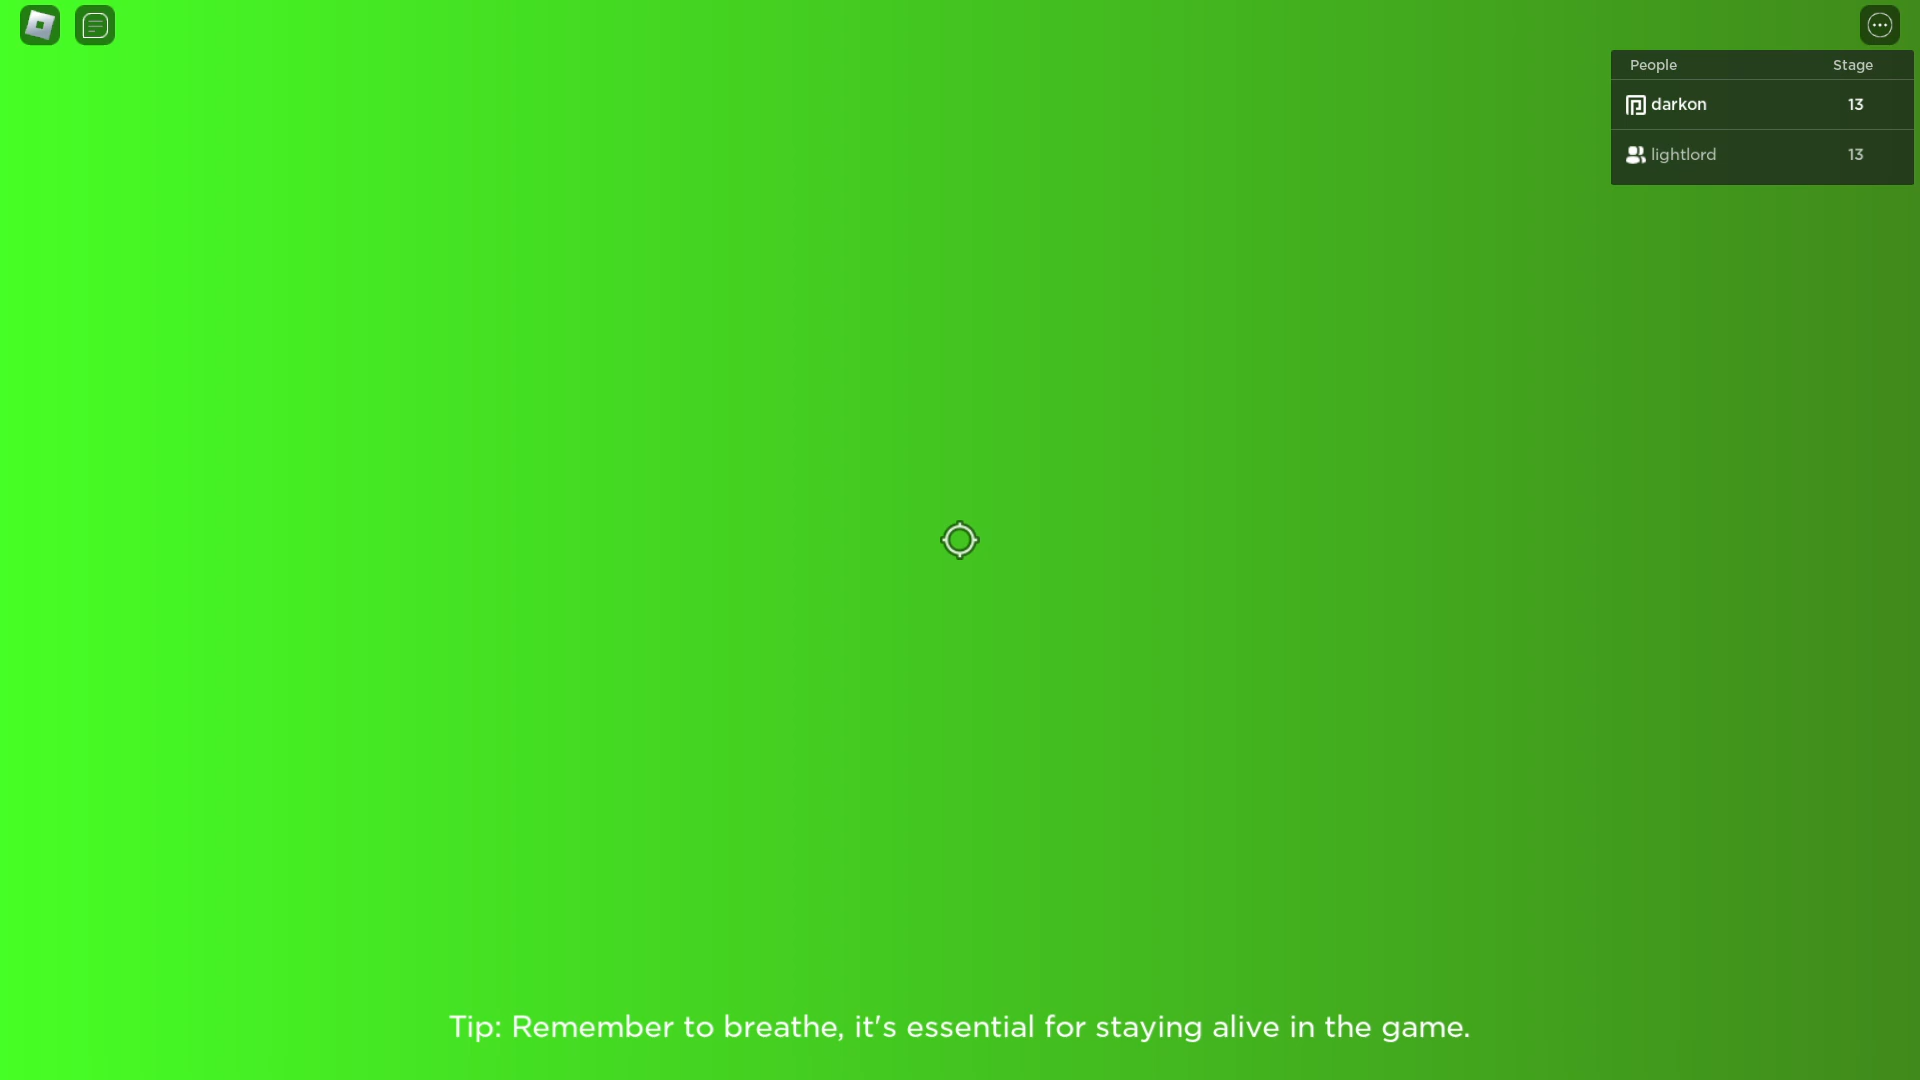 People Stage
darkon 13
lightlord 13
Tip: Remember to breathe, it's essential for staying alive in the game.